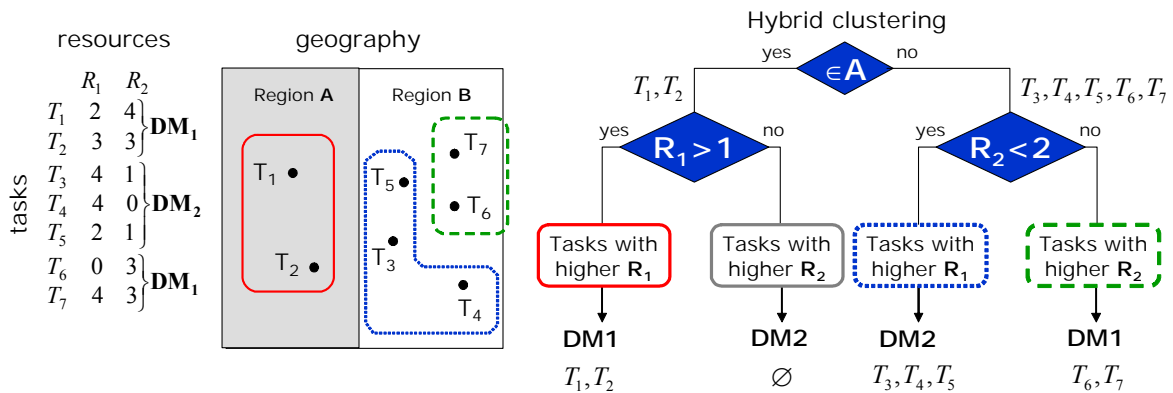 resources
R1 R2
tasks
T1 2 4
T2 3 3
DM1
T3 4 1
T4 4 0
T5 2 1
DM2
T6 0 3
T7 4 3
DM1
geography
Region A
Region B
T1
T2
T7
T5
T6
T3
T4
Hybrid clustering
yes
∈A
no
T1, T2
T3, T4, T5, T6, T7
yes
R1>1
no
yes
R2<2
no
Tasks with
higher R1
Tasks with
higher R2
Tasks with
higher R1
Tasks with
higher R2
DM1
DM2
DM2
DM1
T1, T2
∅
T3, T4, T5
T6, T7